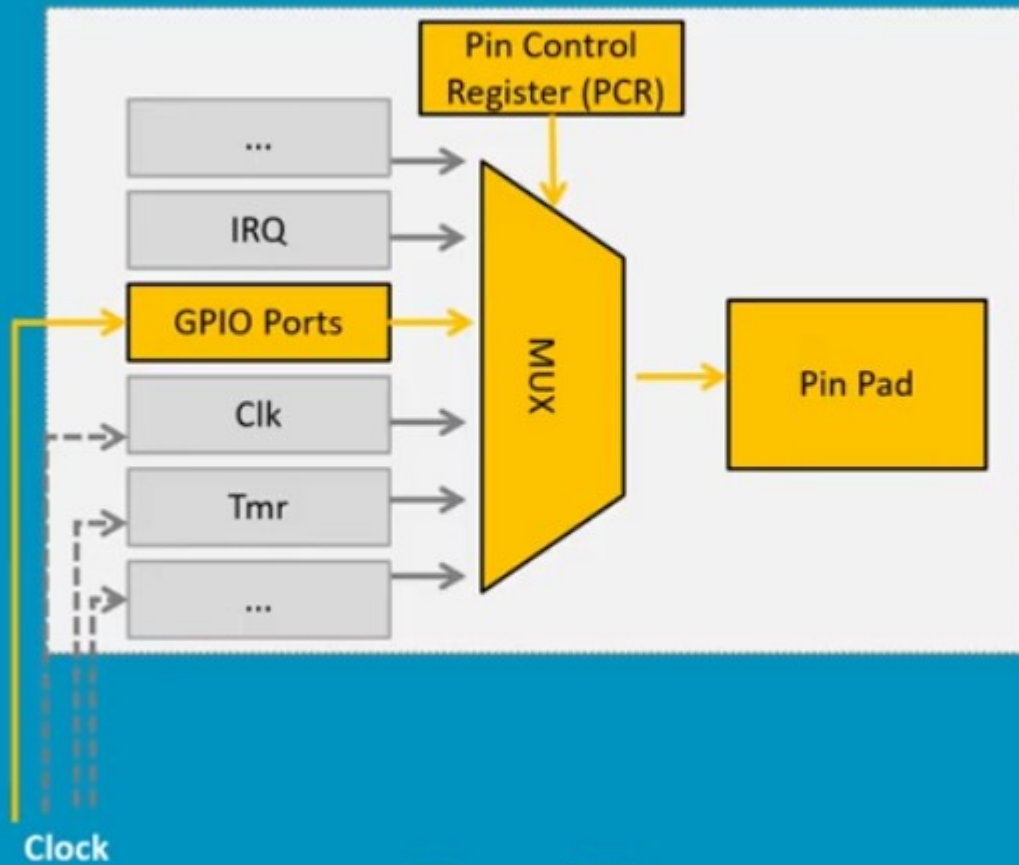 Pin Control
Register (PCR)
...
IRQ
GPIO Ports
Clk
Tmr
...
MUX
Pin Pad
Clock